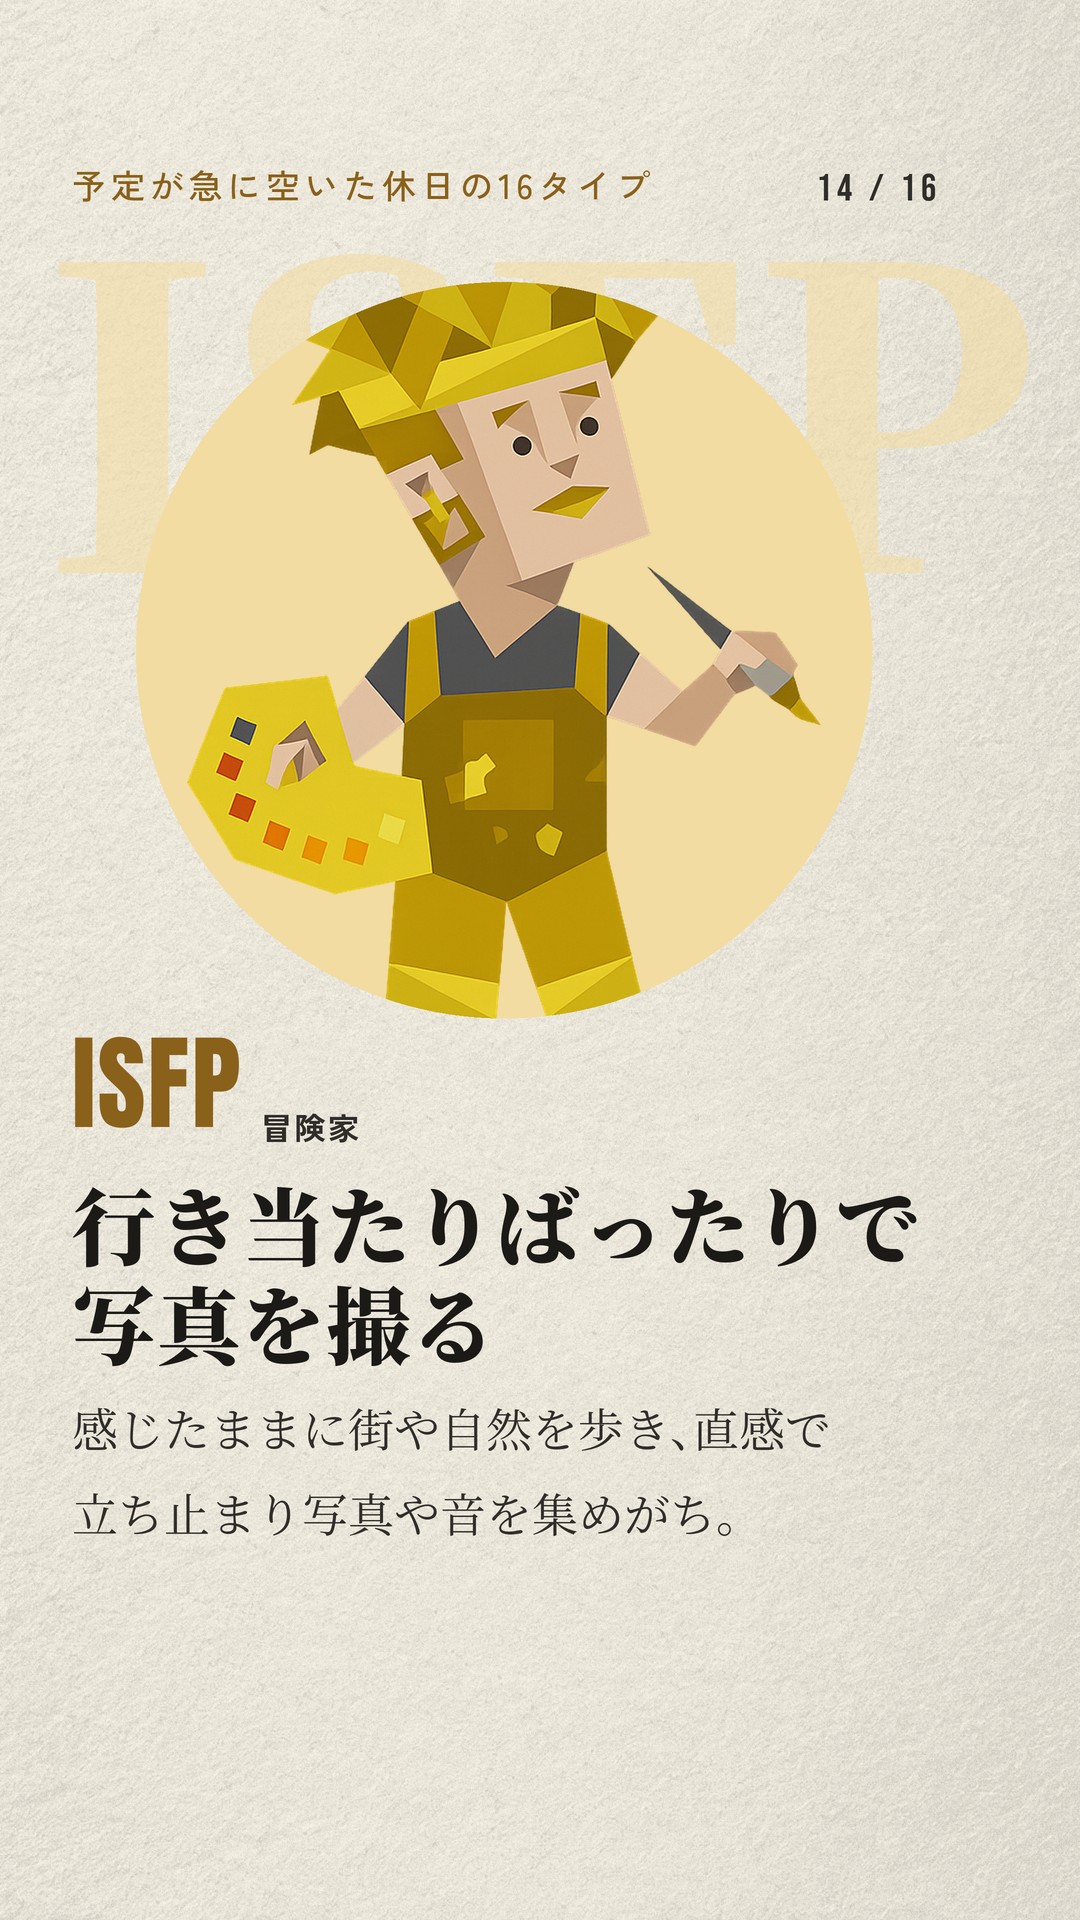 予定が急に空いた休日の16タイプ
14 / 16
ISFP
ISFP
冒険家
行き当たりばったりで
写真を撮る
感じたままに街や自然を歩き、直感で
立ち止まり写真や音を集めがち。